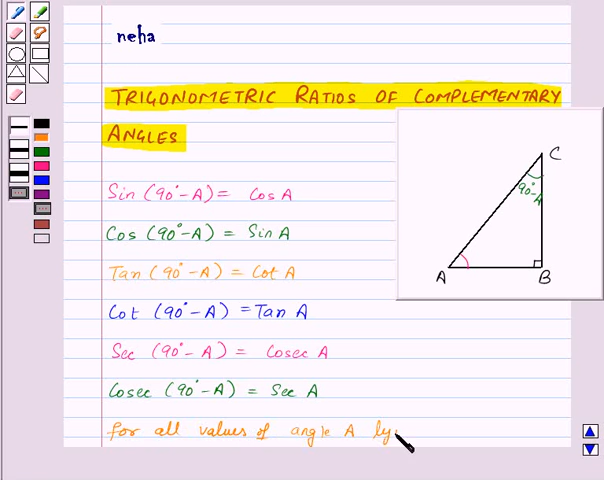 neha
TRIGONOMETRIC RATIOS OF COMPLEMENTARY
ANGLES
Sin (90°-A) = Cos A
Cos (90°-A) = Sin A
Tan (90°-A) = Cot A
Cot (90°-A) = Tan A
Sec (90°-A) = Cosec A
Cosec (90°-A) = Sec A
for all values of angle A ly
C
90°-A
A
B